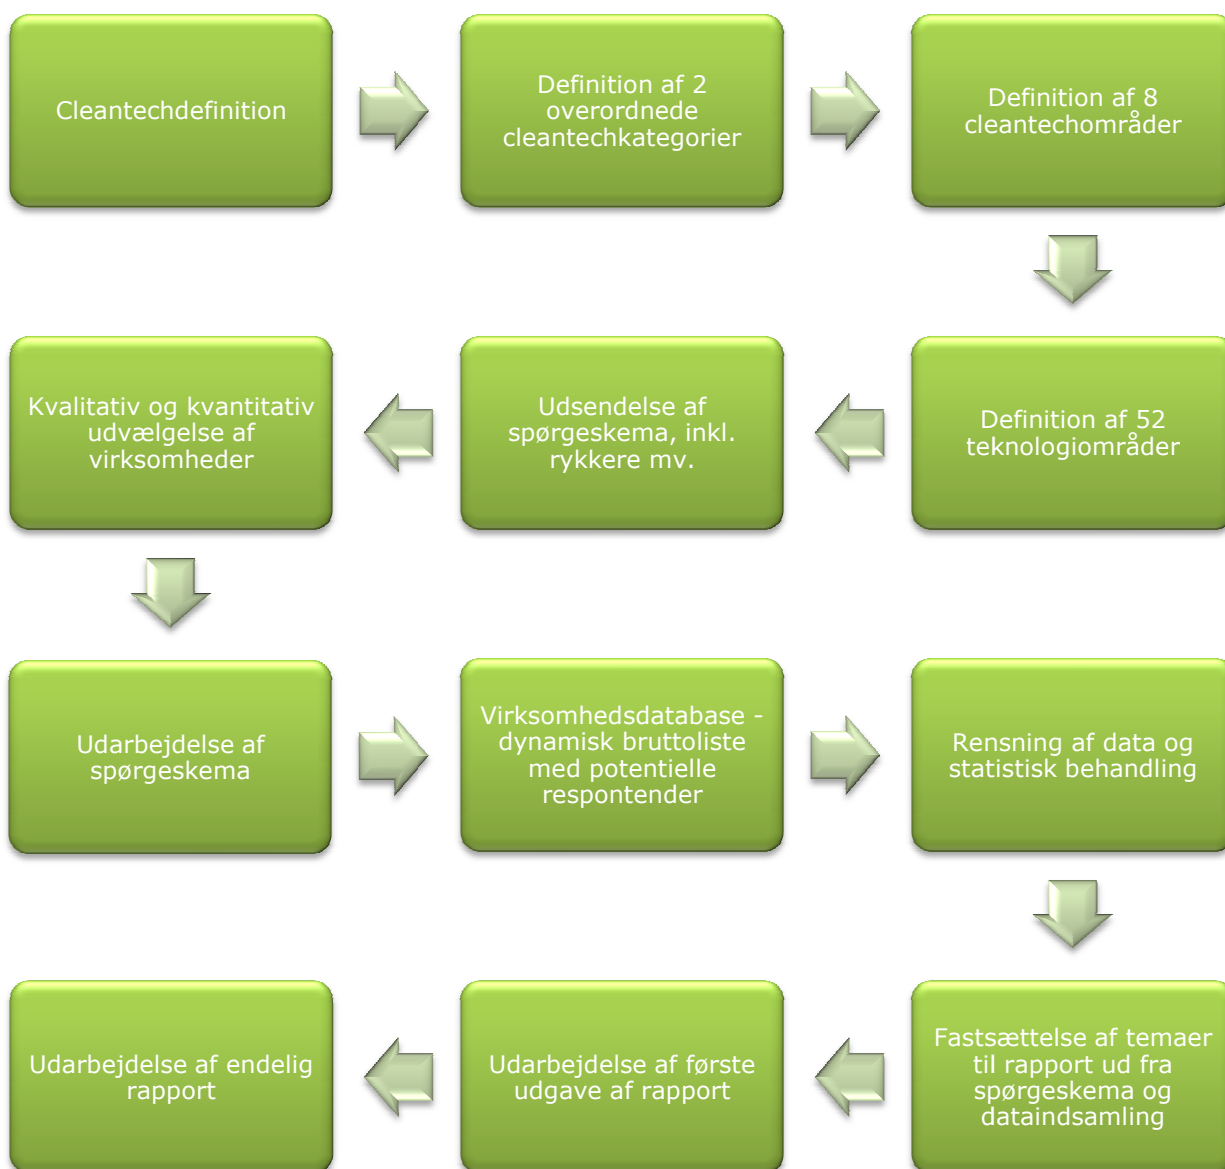 Cleantechdefinition
Definition af 2
overordnede
cleantechkategorier
Definition af 8
cleantechområder
Definition af 52
teknologiområder
Udsendelse af
spørgeskema, inkl.
rykkere mv.
Kvalitativ og kvantitativ
udvælgelse af
virksomheder
Udarbejdelse af
spørgeskema
Virksomhedsdatabase -
dynamisk bruttoliste
med potentielle
respontender
Rensning af data og
statistisk behandling
Fastsættelse af temaer
til rapport ud fra
spørgeskema og
dataindsamling
Udarbejdelse af første
udgave af rapport
Udarbejdelse af endelig
rapport